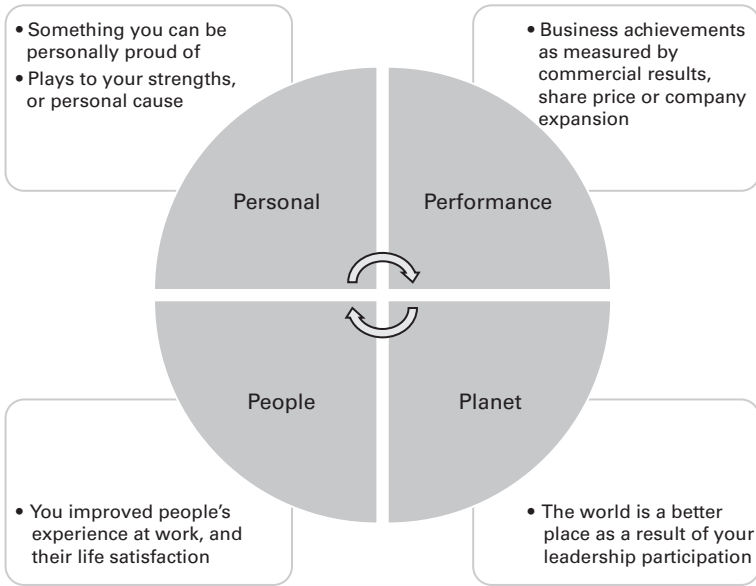 • Something you can be
personally proud of
• Plays to your strengths,
or personal cause
• Business achievements
as measured by
commercial results,
share price or company
expansion
Personal
Performance
People
Planet
• You improved people's
experience at work, and
their life satisfaction
• The world is a better
place as a result of your
leadership participation